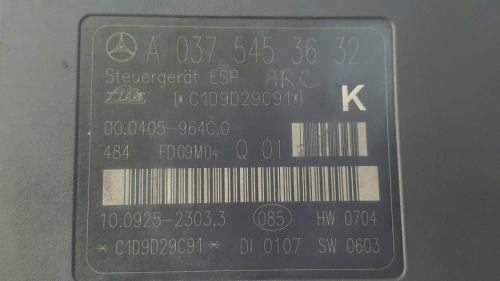 A 037 545 36 32
Steuergerät ESP ARC
Ate [*C1D9D29C91*] K
00.0405-964C.0
484 FD09M04 Q 01
10.0925-2303.3 085 HW 0704
*C1D9D29C91* DI 0107 SW 0603